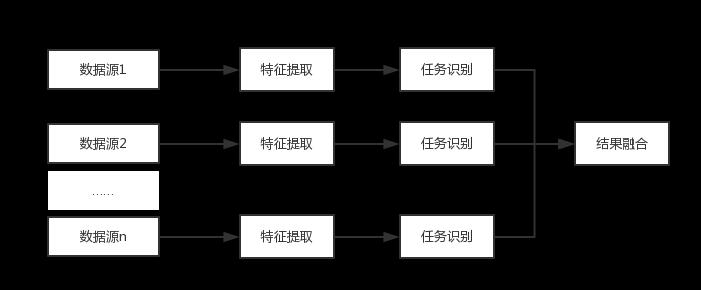 数据源1
特征提取
任务识别
数据源2
特征提取
任务识别
结果融合
……
数据源n
特征提取
任务识别